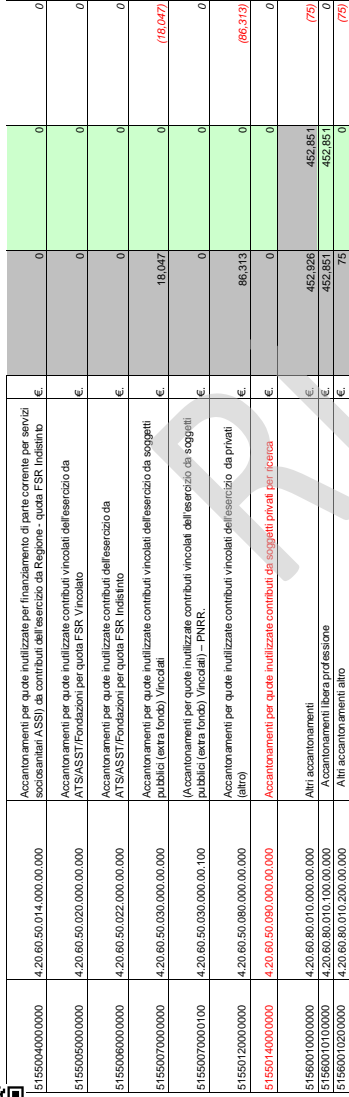 51550040000000 4.20.60.50.014.000.00.000 Accantonamenti per quote inutilizzate per finanziamento di parte corrente per servizi
sociosanitari ASSI) da contributi dell'esercizio da Regione - quota FSR Indistinto €. 0 0 0
51550050000000 4.20.60.50.020.000.00.000 Accantonamenti per quote inutilizzate contributi vincolati dell'esercizio da
ATS/ASST/Fondazioni per quota FSR Vincolato €. 0 0 0
51550060000000 4.20.60.50.022.000.00.000 Accantonamenti per quote inutilizzate contributi dell'esercizio da
ATS/ASST/Fondazioni per quota FSR Indistinto €. 0 0 0
51550070000000 4.20.60.50.030.000.00.000 Accantonamenti per quote inutilizzate contributi vincolati dell'esercizio da soggetti
pubblici (extra fondo) Vincolati €. 18,047 0 (18,047)
51550070000100 4.20.60.50.030.000.00.100 (Accantonamenti per quote inutilizzate contributi vincolati dell'esercizio da soggetti
pubblici (extra fondo) Vincolati) – PNRR. €. 0 0 0
51550120000000 4.20.60.50.080.000.00.000 Accantonamenti per quote inutilizzate contributi vincolati dell'esercizio da privati
(altro) €. 86,313 0 (86,313)
51550140000000 4.20.60.50.090.000.00.000 Accantonamenti per quote inutilizzate contributi da soggetti privati per ricerca €. 0 0 0
51560010000000 4.20.60.80.010.000.00.000 Altri accantonamenti €. 452,926 452,851 (75)
51560010100000 4.20.60.80.010.100.00.000 Accantonamenti libera professione €. 452,851 452,851 0
51560010200000 4.20.60.80.010.200.00.000 Altri accantonamenti altro €. 75 0 (75)